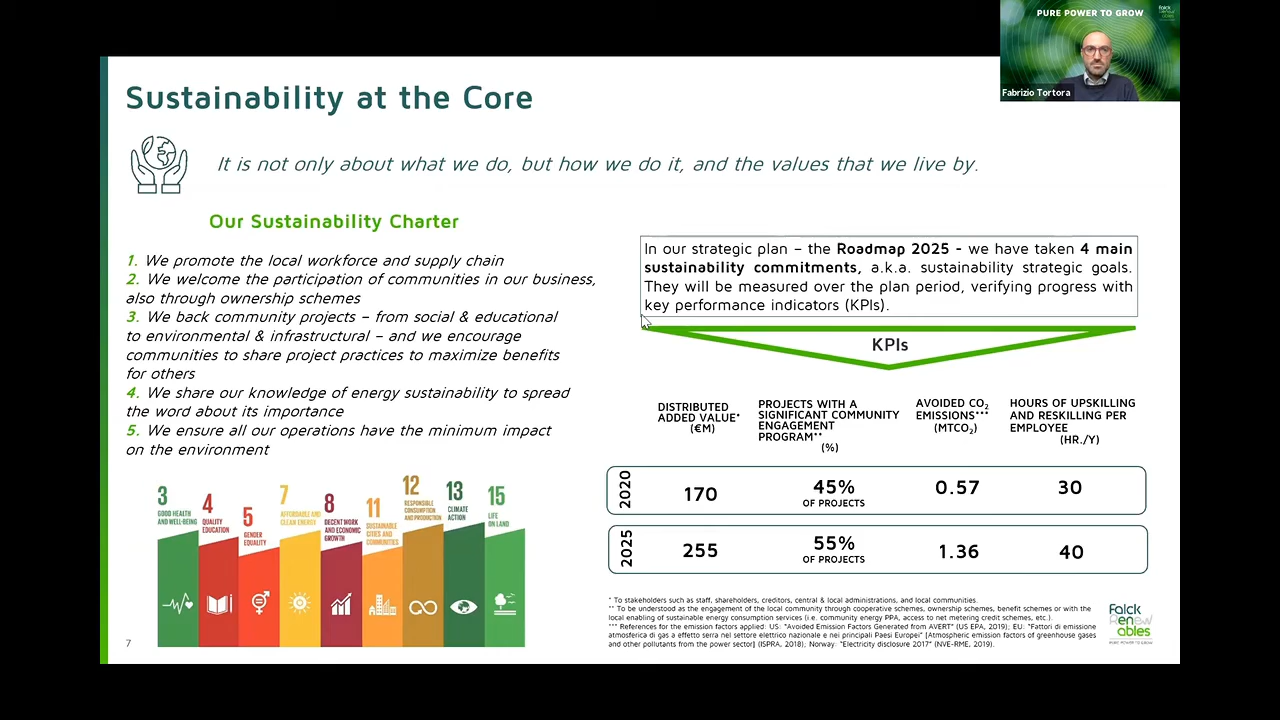 PURE POWER TO GROW
Falck
Renew
ables
Fabrizio Tortora
Sustainability at the Core
It is not only about what we do, but how we do it, and the values that we live by.
Our Sustainability Charter
1. We promote the local workforce and supply chain
2. We welcome the participation of communities in our business,
also through ownership schemes
3. We back community projects – from social & educational
to environmental & infrastructural – and we encourage
communities to share project practices to maximize benefits
for others
4. We share our knowledge of energy sustainability to spread
the word about its importance
5. We ensure all our operations have the minimum impact
on the environment
3
GOOD HEALTH
AND WELL-BEING
4
QUALITY
EDUCATION
5
GENDER
EQUALITY
7
AFFORDABLE AND
CLEAN ENERGY
8
DECENT WORK
AND ECONOMIC
GROWTH
11
SUSTAINABLE
CITIES AND
COMMUNITIES
12
RESPONSIBLE
CONSUMPTION
AND PRODUCTION
13
CLIMATE
ACTION
15
LIFE
ON LAND
7
In our strategic plan – the Roadmap 2025 - we have taken 4 main
sustainability commitments, a.k.a. sustainability strategic goals.
They will be measured over the plan period, verifying progress with
key performance indicators (KPIs).
KPIs
DISTRIBUTED
ADDED VALUE*
(€M)
PROJECTS WITH A
SIGNIFICANT COMMUNITY
ENGAGEMENT
PROGRAM**
(%)
AVOIDED CO2
EMISSIONS***
(MTCO2)
HOURS OF UPSKILLING
AND RESKILLING PER
EMPLOYEE
(HR./Y)
2020
170
45%
OF PROJECTS
0.57
30
2025
255
55%
OF PROJECTS
1.36
40
* To stakeholders such as staff, shareholders, creditors, central & local administrations, and local communities.
** To be understood as the engagement of the local community through cooperative schemes, ownership schemes, benefit schemes or with the
local enabling of sustainable energy consumption services (i.e. community energy PPA, access to net metering credit schemes, etc.).
*** References for the emission factors applied: US: "Avoided Emission Factors Generated from AVERT" (US EPA, 2019); EU: "Fattori di emissione
atmosferica di gas a effetto serra nel settore elettrico nazionale e nei principali Paesi Europei" [Atmospheric emission factors of greenhouse gases
and other pollutants from the power sector] (ISPRA, 2018); Norway: "Electricity disclosure 2017" (NVE-RME, 2019).
Falck
Renew
ables
PURE POWER TO GROW